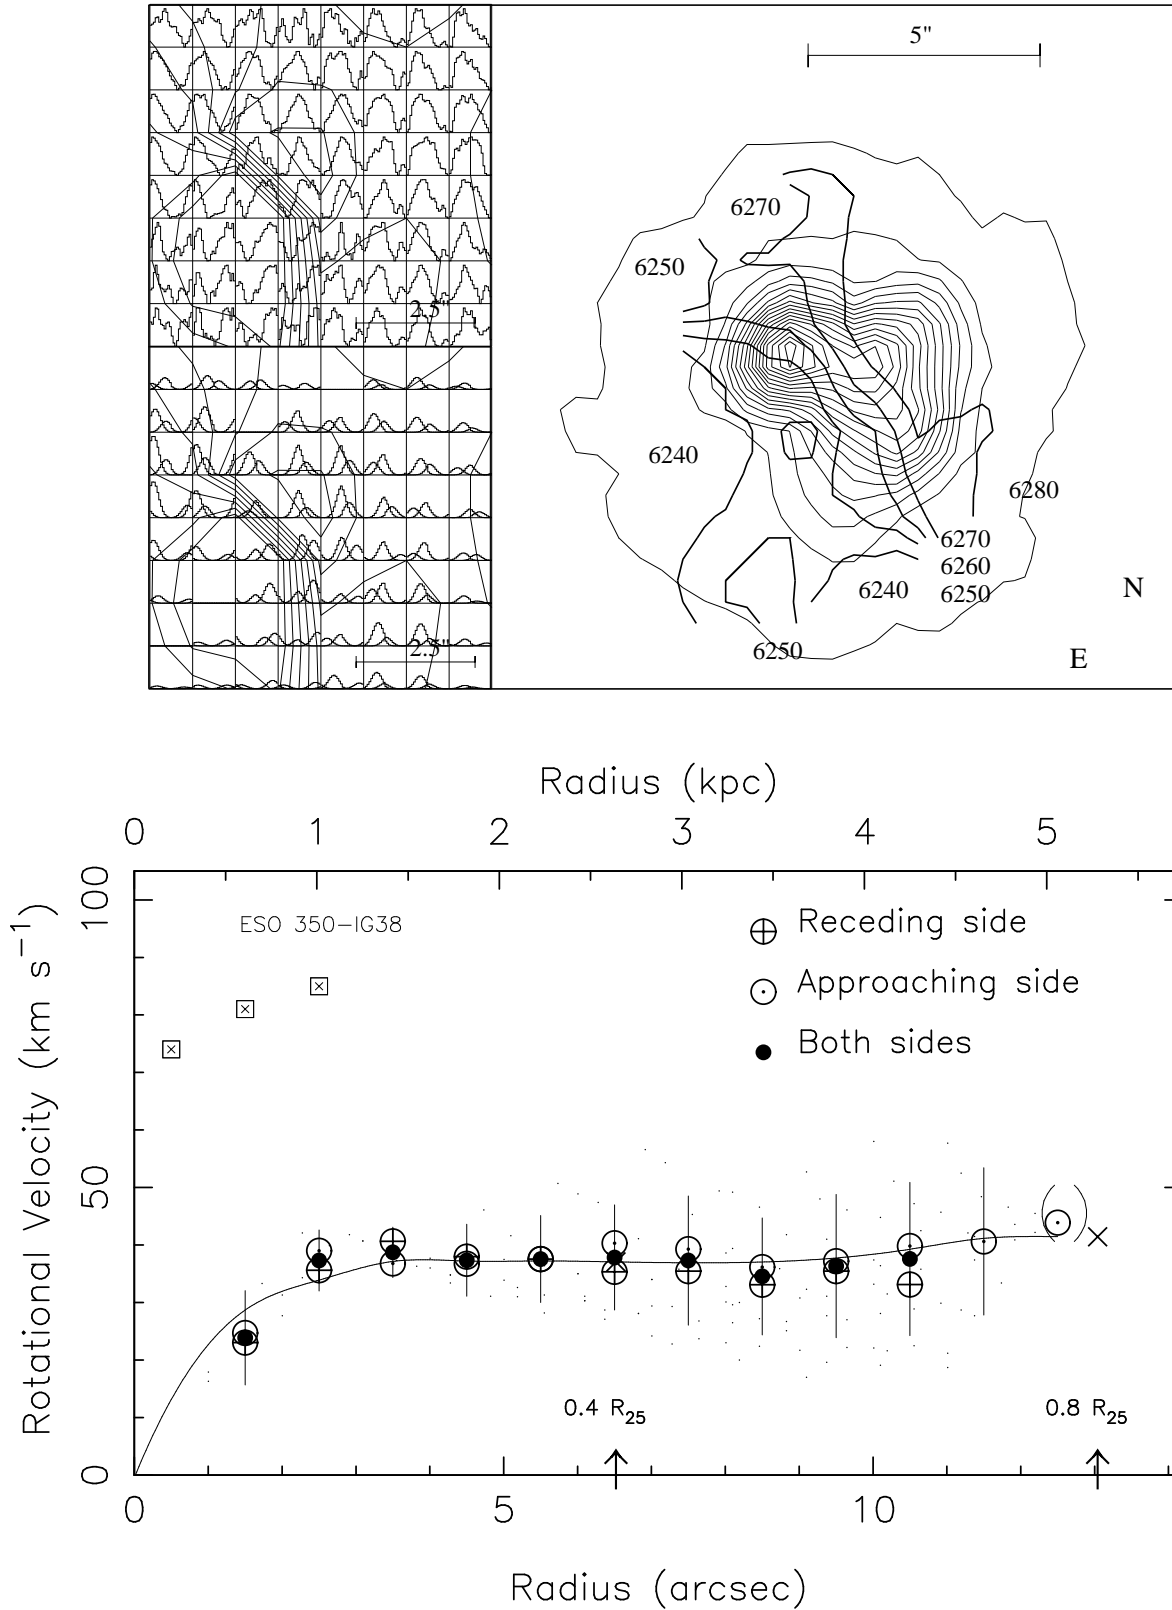 5"
6270
6250
2.5"
6240
6280
6270
6260
6240
6250
N
2.5"
6250
E
Radius (kpc)
0 1 2 3 4 5
100
50
0
Rotational Velocity (km s⁻¹)
ESO 350−IG38
Receding side
Approaching side
Both sides
0.4 R₂₅
0.8 R₂₅
0 5 10
Radius (arcsec)